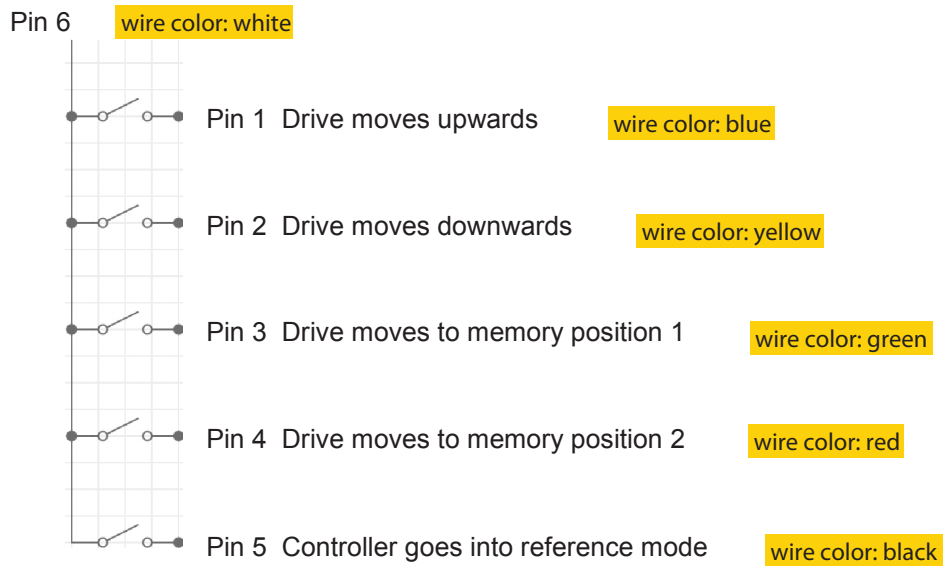 Pin 6 wire color: white
Pin 1 Drive moves upwards wire color: blue
Pin 2 Drive moves downwards wire color: yellow
Pin 3 Drive moves to memory position 1 wire color: green
Pin 4 Drive moves to memory position 2 wire color: red
Pin 5 Controller goes into reference mode wire color: black